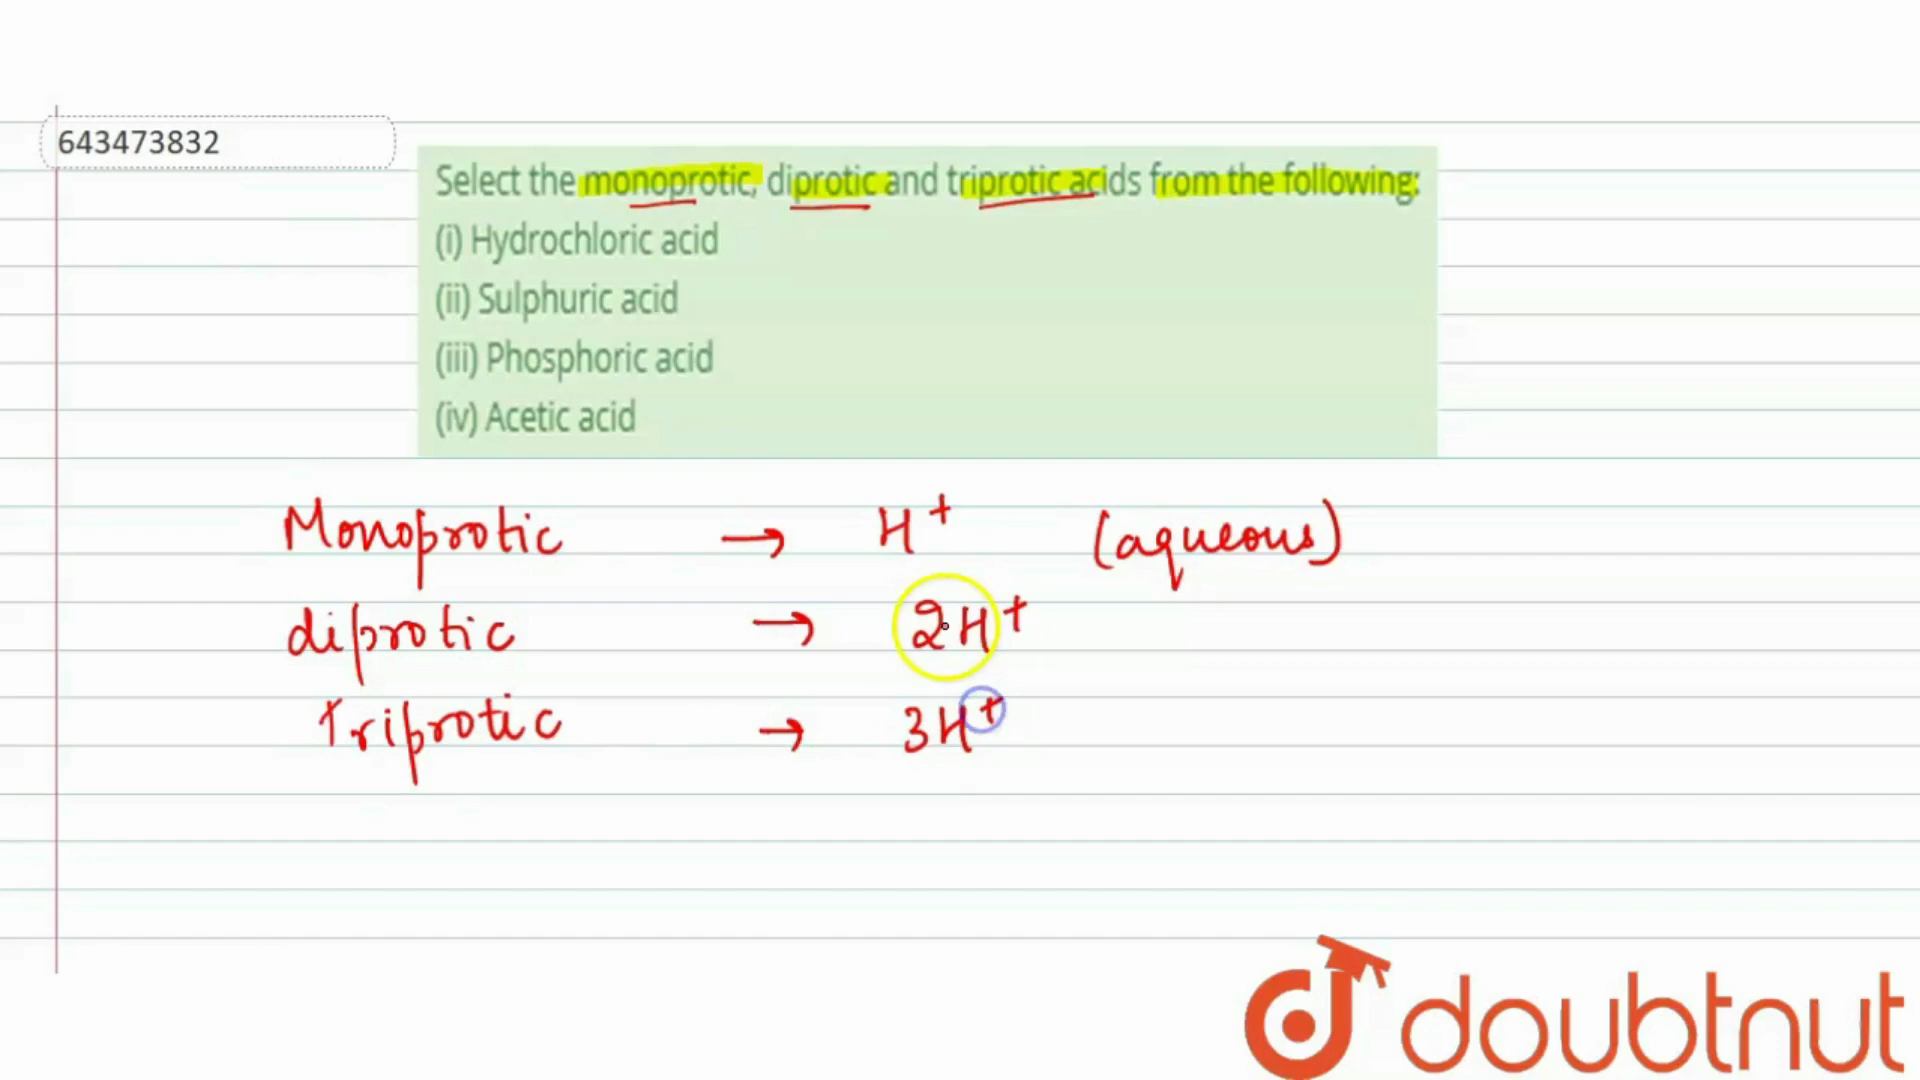 643473832
Select the monoprotic, diprotic and triprotic acids from the following:
(i) Hydrochloric acid
(ii) Sulphuric acid
(iii) Phosphoric acid
(iv) Acetic acid
Monoprotic → H⁺ (aqueous)
diprotic → 2H⁺
Triprotic → 3H⁺
doubtnut